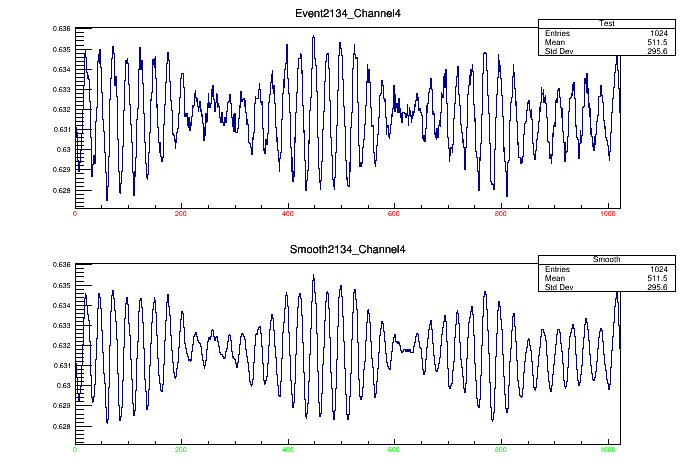 Event2134_Channel4
Test
Entries 1024
Mean 511.5
Std Dev 295.6
0.636
0.635
0.634
0.633
0.632
0.631
0.63
0.629
0.628
0 200 400 600 800 1000
Smooth2134_Channel4
Smooth
Entries 1024
Mean 511.5
Std Dev 295.6
0.636
0.635
0.634
0.633
0.632
0.631
0.63
0.629
0.628
0 200 400 600 800 1000